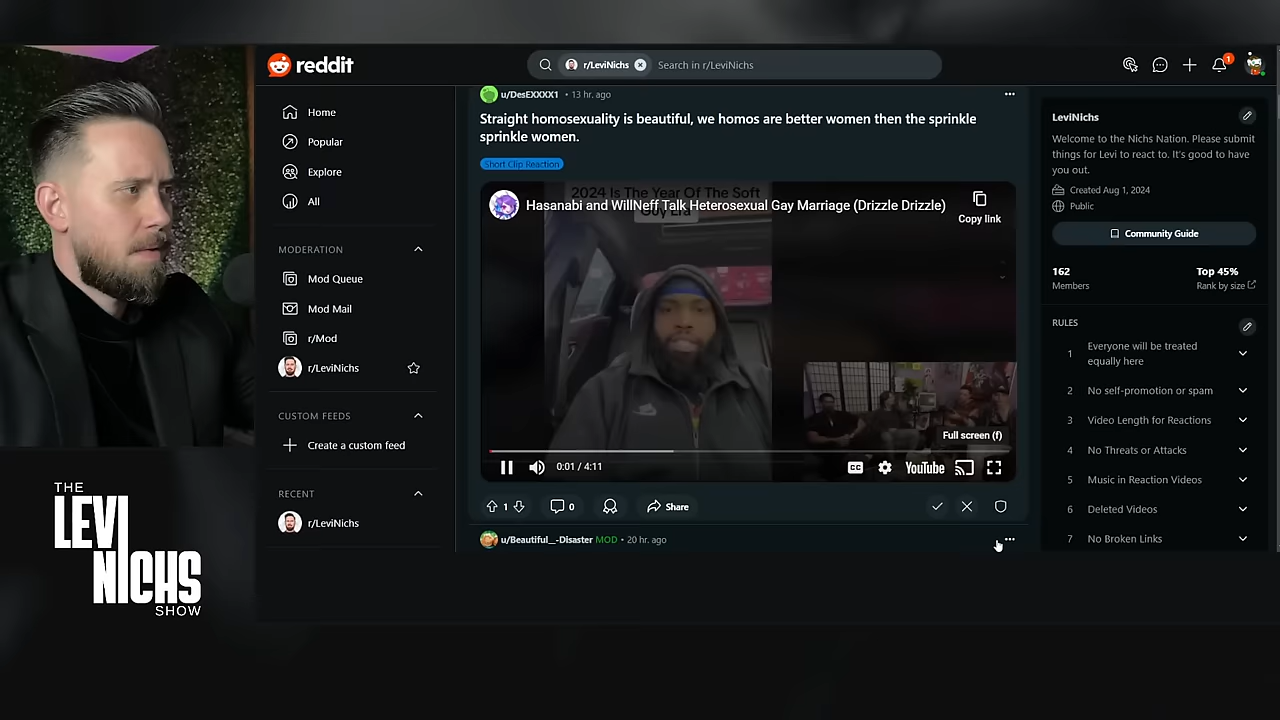 reddit
r/LeviNichs
Search in r/LeviNichs
1
Home
Popular
Explore
All
MODERATION
Mod Queue
Mod Mail
r/Mod
r/LeviNichs
CUSTOM FEEDS
Create a custom feed
RECENT
r/LeviNichs
u/DesEXXXX1 • 13 hr. ago
Straight homosexuality is beautiful, we homos are better women then the sprinkle
sprinkle women.
Short Clip Reaction
2024 Is The Year Of The Soft
Guy Era
Hasanabi and WillNeff Talk Heterosexual Gay Marriage (Drizzle Drizzle)
Copy link
Full screen (f)
0:01 / 4:11
CC
YouTube
1
0
Share
u/Beautiful__-Disaster MOD • 20 hr. ago
LeviNichs
Welcome to the Nichs Nation. Please submit
things for Levi to react to. It's good to have
you out.
Created Aug 1, 2024
Public
Community Guide
162 Top 45%
Members Rank by size
RULES
1 Everyone will be treated
equally here
2 No self-promotion or spam
3 Video Length for Reactions
4 No Threats or Attacks
5 Music in Reaction Videos
6 Deleted Videos
7 No Broken Links
THE
LEVI
NICHS
SHOW